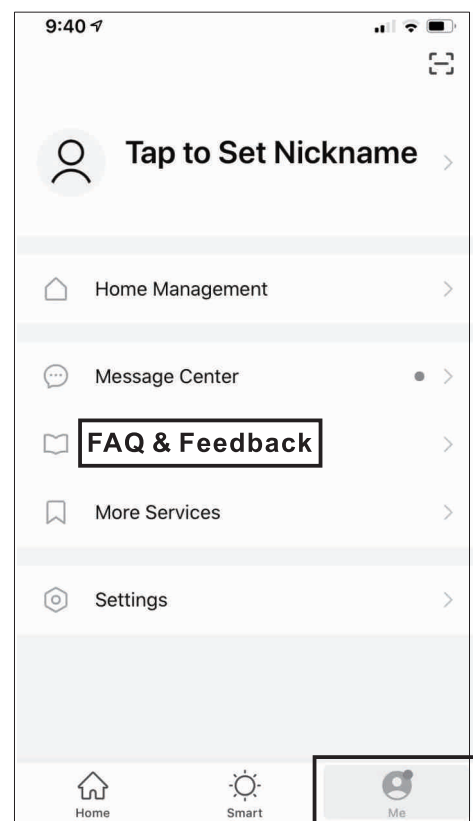 9:40
Tap to Set Nickname
Home Management
Message Center
FAQ & Feedback
More Services
Settings
Home Smart Me